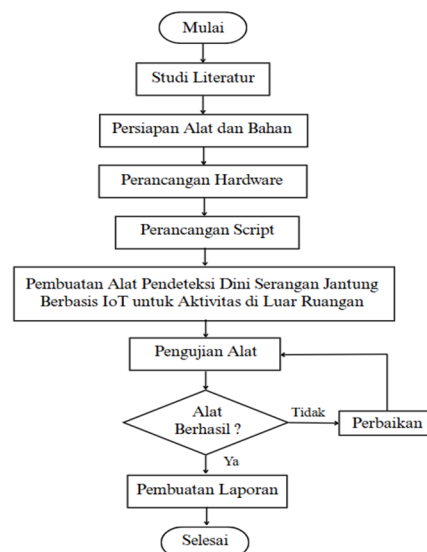 Mulai
Studi Literatur
Persiapan Alat dan Bahan
Perancangan Hardware
Perancangan Script
Pembuatan Alat Pendeteksi Dini Serangan Jantung
Berbasis IoT untuk Aktivitas di Luar Ruangan
Pengujian Alat
Alat
Berhasil ?
Tidak
Perbaikan
Ya
Pembuatan Laporan
Selesai